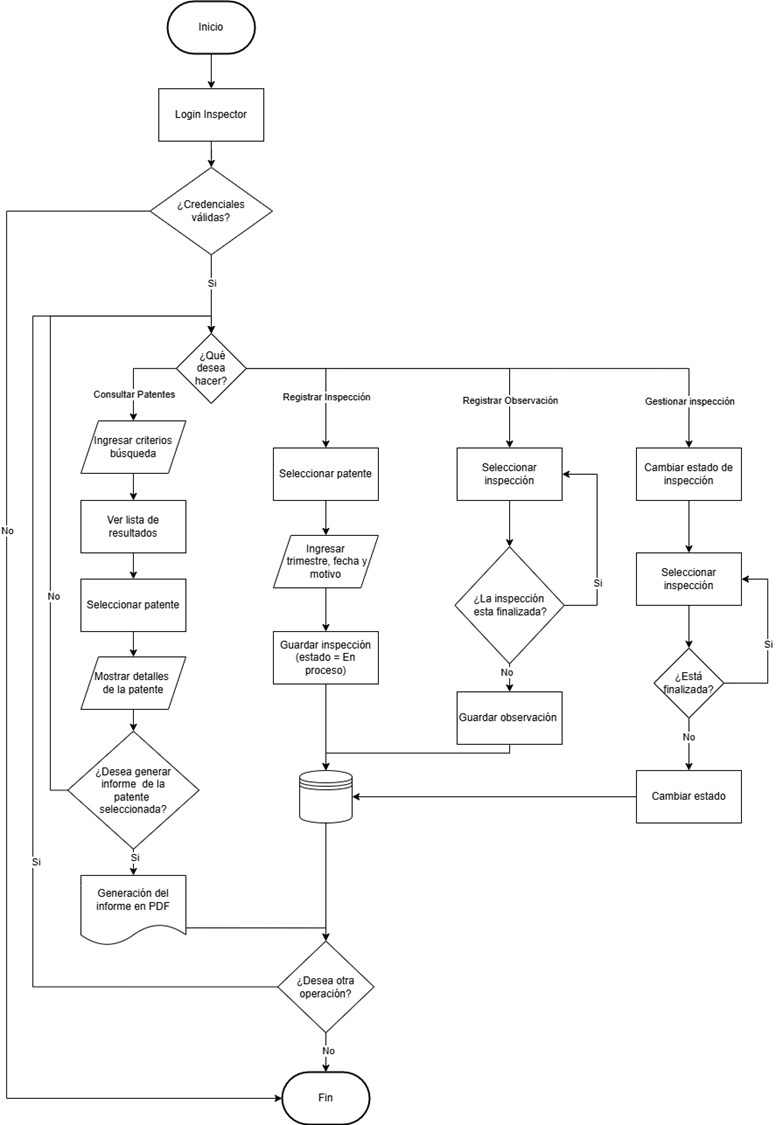 Inicio
Login Inspector
¿Credenciales
válidas?
Si
¿Qué
desea
hacer?
Consultar Patentes
Registrar Inspección
Registrar Observación
Gestionar inspección
Ingresar criterios
búsqueda
Seleccionar patente
Seleccionar
inspección
Cambiar estado de
inspección
Ver lista de
resultados
No
Ingresar
trimestre, fecha y
motivo
Seleccionar
inspección
Si
No
Seleccionar patente
¿La inspección
esta finalizada?
Guardar inspección
(estado = En
proceso)
Si
Mostrar detalles
de la patente
No
¿Está
finalizada?
Guardar observación
No
¿Desea generar
informe de la
patente
seleccionada?
Cambiar estado
Si
Si
Generación del
informe en PDF
¿Desea otra
operación?
No
Fin